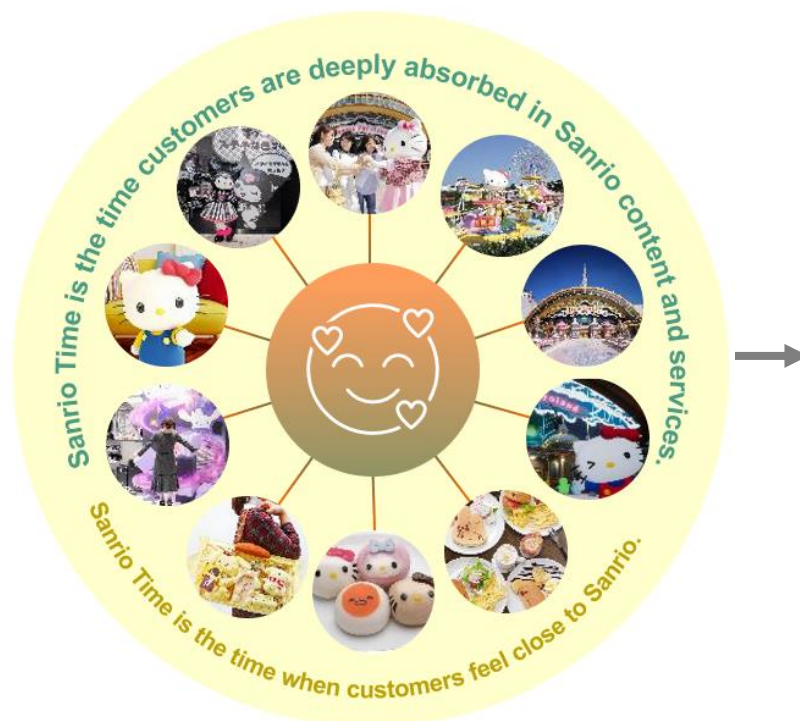 Sanrio Time is the time customers are deeply absorbed in Sanrio content and services.
Sanrio Time is the time when customers feel close to Sanrio.